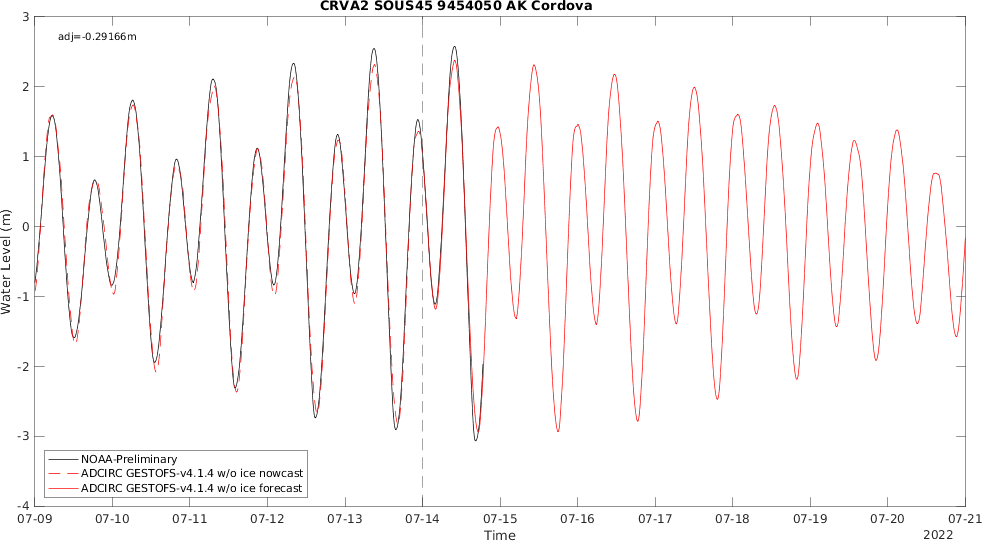 CRVA2 SOUS45 9454050 AK Cordova
adj=-0.29166m
3
2
1
0
-1
-2
-3
-4
Water Level (m)
NOAA-Preliminary
ADCIRC GESTOFS-v4.1.4 w/o ice nowcast
ADCIRC GESTOFS-v4.1.4 w/o ice forecast
07-09 07-10 07-11 07-12 07-13 07-14 07-15 07-16 07-17 07-18 07-19 07-20 07-21
Time
2022